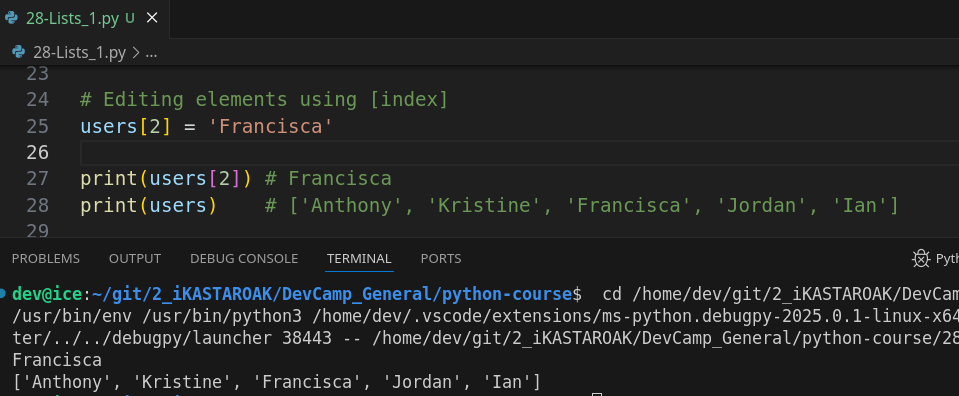 28-Lists_1.py U
28-Lists_1.py > ...
23
24 # Editing elements using [index]
25 users[2] = 'Francisca'
26
27 print(users[2]) # Francisca
28 print(users)    # ['Anthony', 'Kristine', 'Francisca', 'Jordan', 'Ian']
29
PROBLEMS OUTPUT DEBUG CONSOLE TERMINAL PORTS Pyth
dev@ice:~/git/2_iKASTAROAK/DevCamp_General/python-course$  cd /home/dev/git/2_iKASTAROAK/DevCam
/usr/bin/env /usr/bin/python3 /home/dev/.vscode/extensions/ms-python.debugpy-2025.0.1-linux-x64
ter/../../debugpy/launcher 38443 -- /home/dev/git/2_iKASTAROAK/DevCamp_General/python-course/28
Francisca
['Anthony', 'Kristine', 'Francisca', 'Jordan', 'Ian']